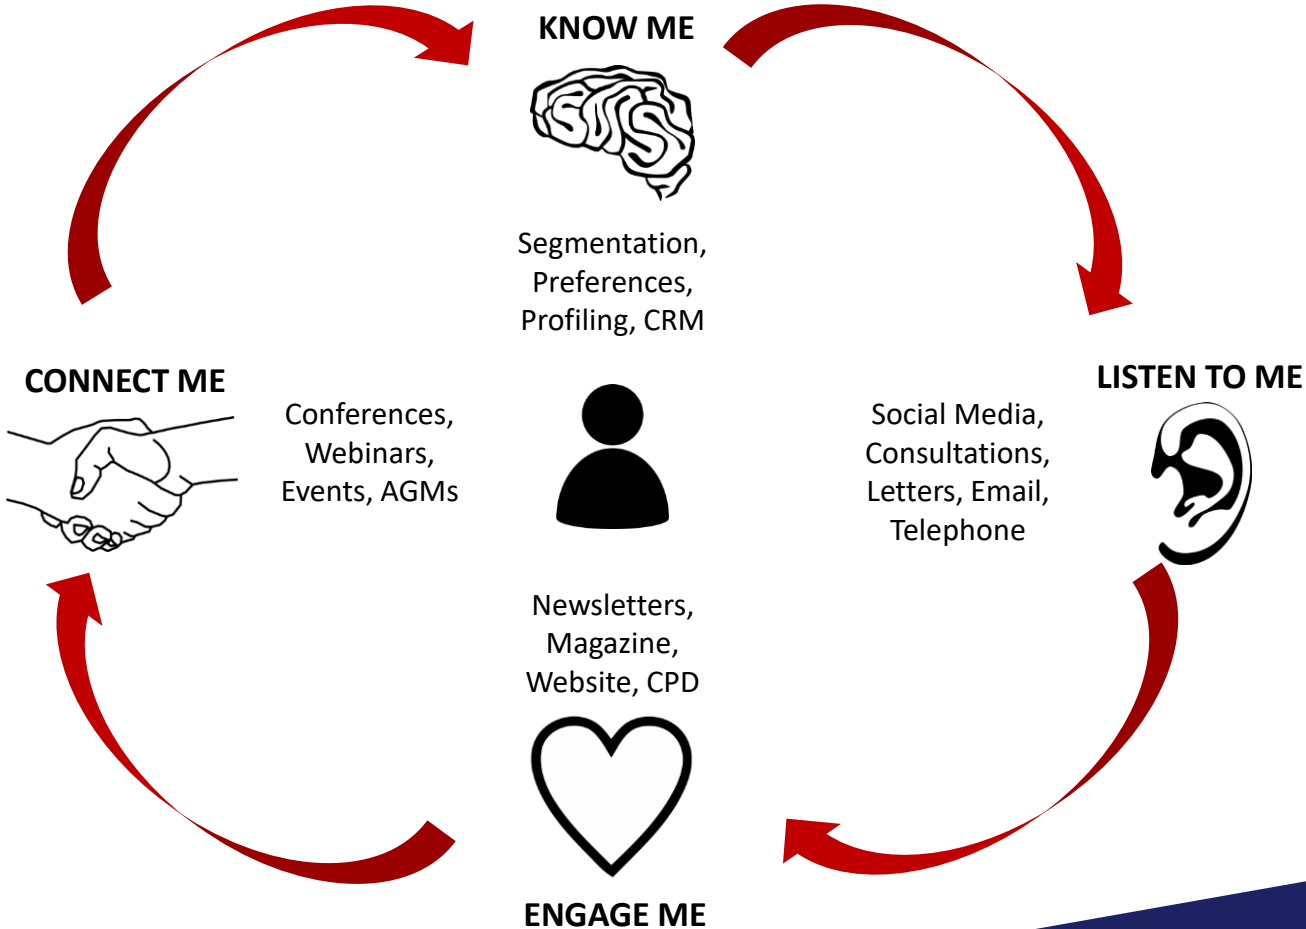 KNOW ME
Segmentation,
Preferences,
Profiling, CRM
CONNECT ME
Conferences,
Webinars,
Events, AGMs
LISTEN TO ME
Social Media,
Consultations,
Letters, Email,
Telephone
Newsletters,
Magazine,
Website, CPD
ENGAGE ME